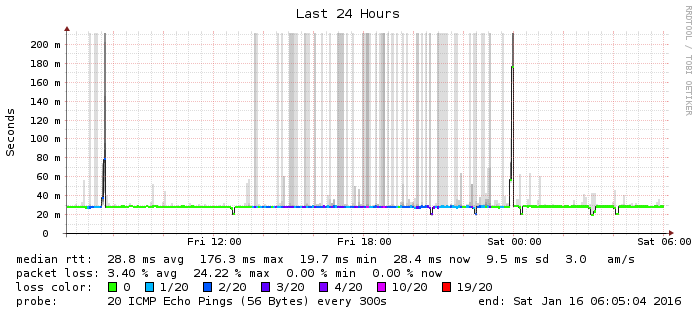 Last 24 Hours
RRDTOOL / TOBI OETIKER
Seconds
200 m
180 m
160 m
140 m
120 m
100 m
80 m
60 m
40 m
20 m
0
Fri 12:00 Fri 18:00 Sat 00:00 Sat 06:00
median rtt: 28.8 ms avg 176.3 ms max 19.7 ms min 28.4 ms now 9.5 ms sd 3.0 am/s
packet loss: 3.40 % avg 24.22 % max 0.00 % min 0.00 % now
loss color: 0 1/20 2/20 3/20 4/20 10/20 19/20
probe: 20 ICMP Echo Pings (56 Bytes) every 300s end: Sat Jan 16 06:05:04 2016